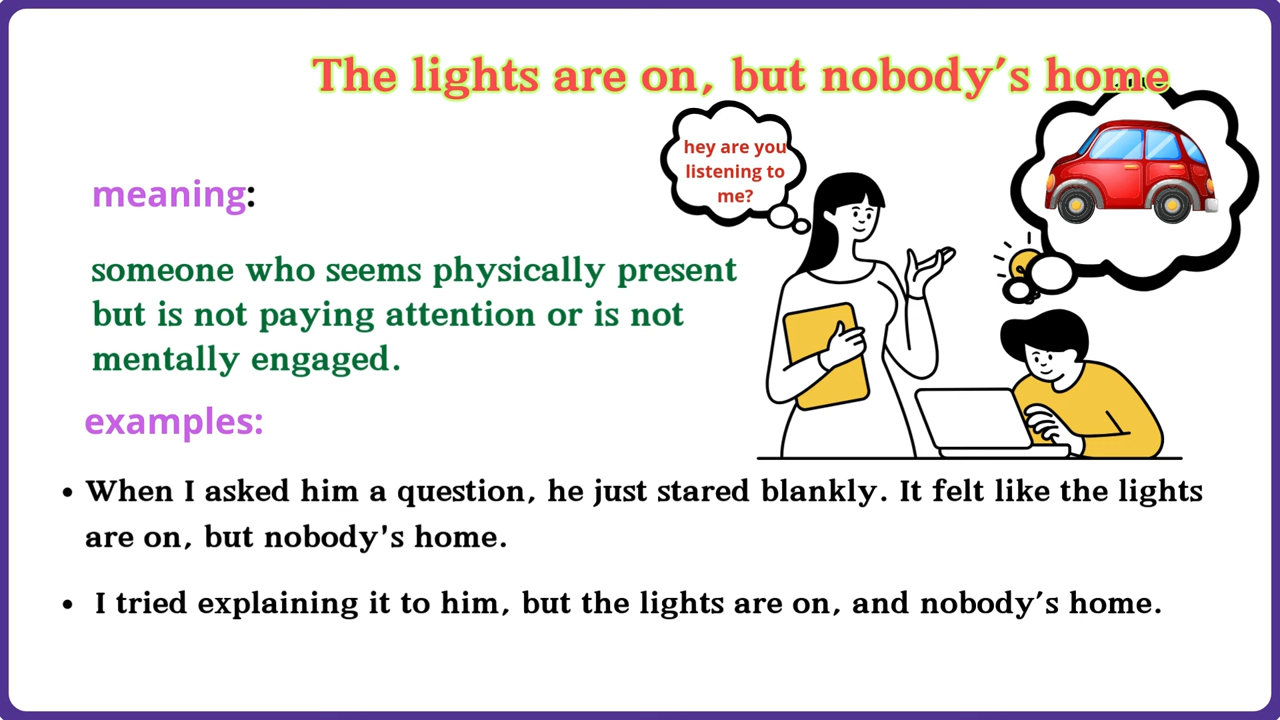 The lights are on, but nobody’s home
hey are you
listening to
me?
meaning:
someone who seems physically present
but is not paying attention or is not
mentally engaged.
examples:
• When I asked him a question, he just stared blankly. It felt like the lights
are on, but nobody's home.
• I tried explaining it to him, but the lights are on, and nobody’s home.